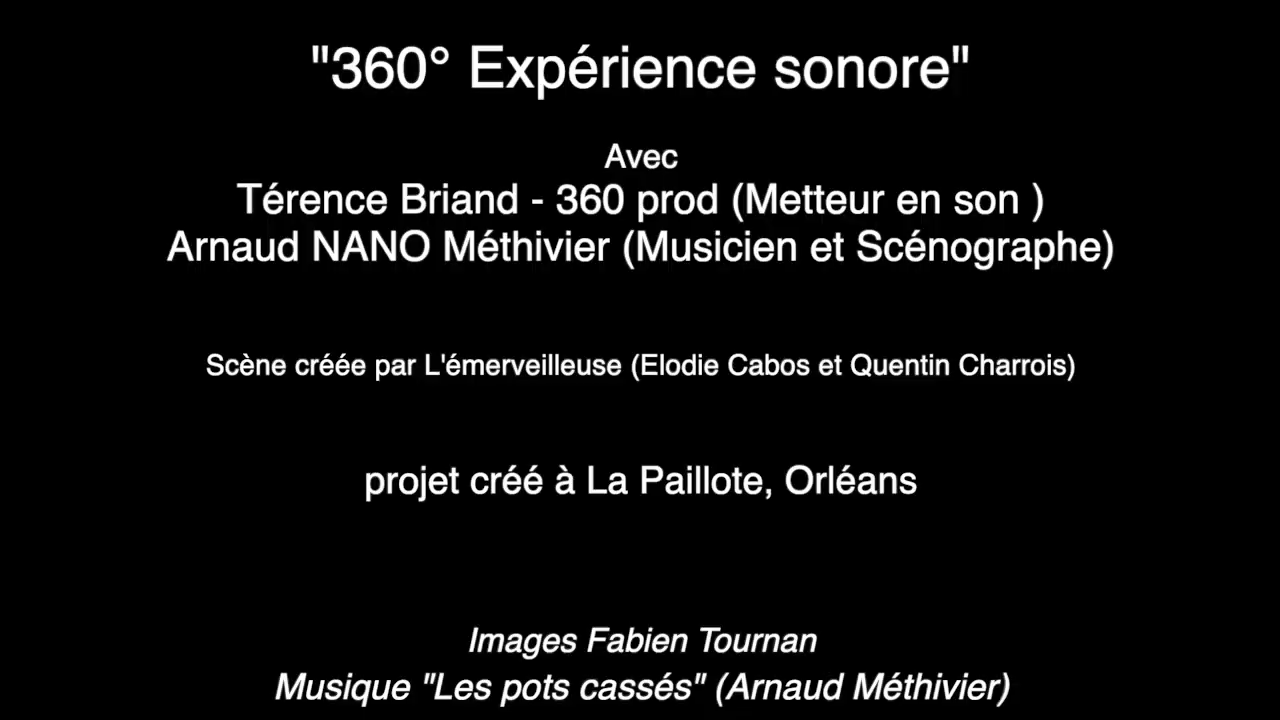 "360° Expérience sonore"
Avec
Térence Briand - 360 prod (Metteur en son )
Arnaud NANO Méthivier (Musicien et Scénographe)
Scène créée par L'émerveilleuse (Elodie Cabos et Quentin Charrois)
projet créé à La Paillote, Orléans
Images Fabien Tournan
Musique "Les pots cassés" (Arnaud Méthivier)